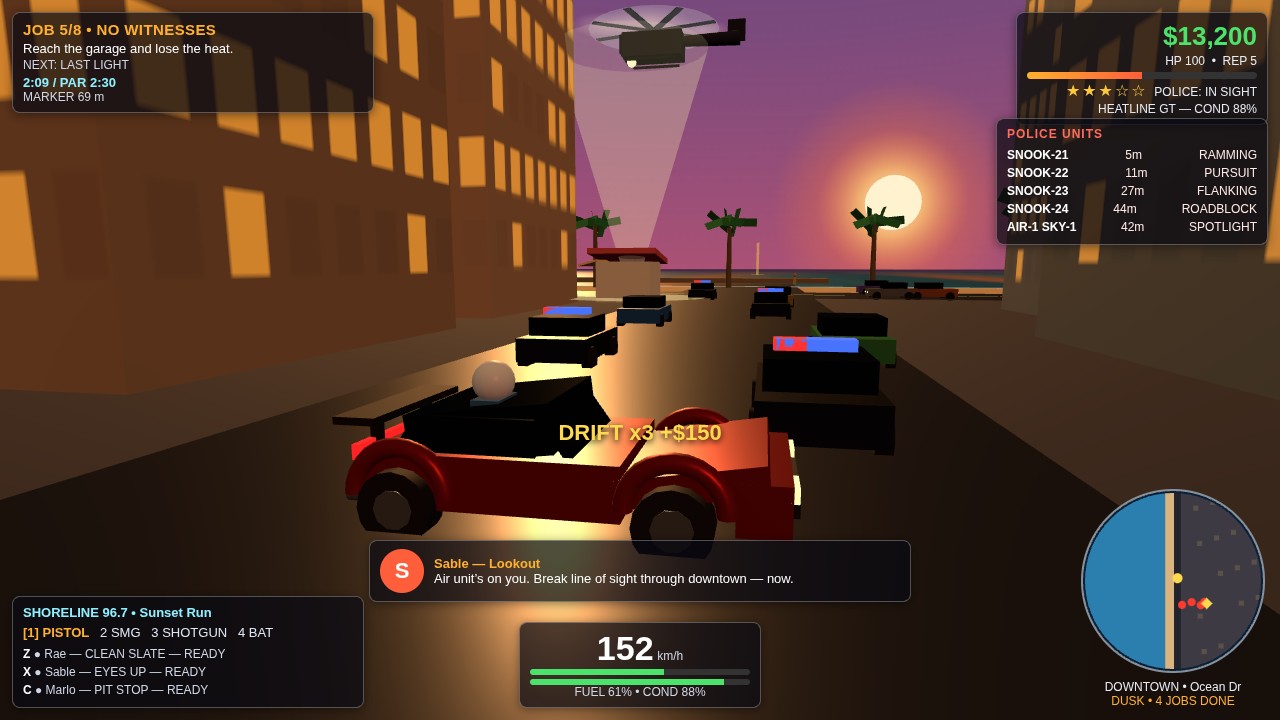 JOB 5/8 • NO WITNESSES
Reach the garage and lose the heat.
NEXT: LAST LIGHT
2:09 / PAR 2:30
MARKER 69 m
$13,200
HP 100 • REP 5
★★★☆☆ POLICE: IN SIGHT
HEATLINE GT — COND 88%
POLICE UNITS
SNOOK-21 5m RAMMING
SNOOK-22 11m PURSUIT
SNOOK-23 27m FLANKING
SNOOK-24 44m ROADBLOCK
AIR-1 SKY-1 42m SPOTLIGHT
DRIFT x3 +$150
S
Sable — Lookout
Air unit’s on you. Break line of sight through downtown — now.
SHORELINE 96.7 • Sunset Run
[1] PISTOL 2 SMG 3 SHOTGUN 4 BAT
Z ● Rae — CLEAN SLATE — READY
X ● Sable — EYES UP — READY
C ● Marlo — PIT STOP — READY
152 km/h
FUEL 61% • COND 88%
DOWNTOWN • Ocean Dr
DUSK • 4 JOBS DONE